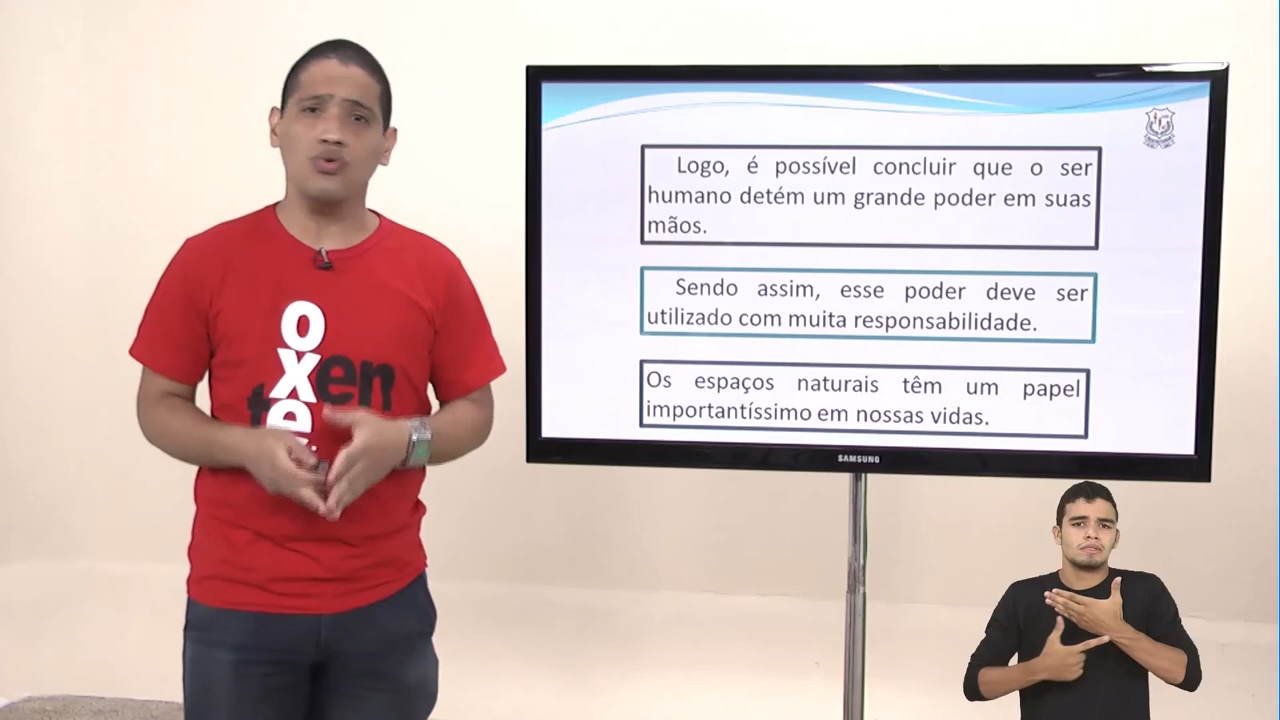 oxe
en
Logo, é possível concluir que o ser
humano detém um grande poder em suas
mãos.
Sendo assim, esse poder deve ser
utilizado com muita responsabilidade.
Os espaços naturais têm um papel
importantíssimo em nossas vidas.
SAMSUNG